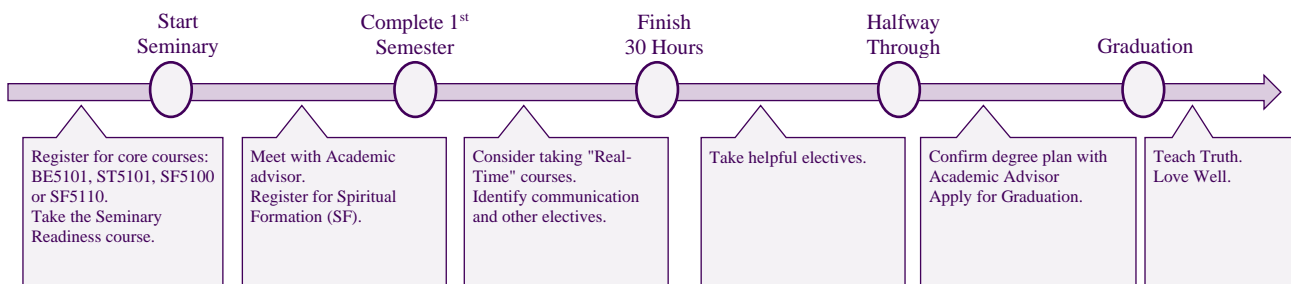 Start
Seminary
Complete 1st
Semester
Finish
30 Hours
Halfway
Through
Graduation
Register for core courses:
BE5101, ST5101, SF5100
or SF5110.
Take the Seminary
Readiness course.
Meet with Academic
advisor.
Register for Spiritual
Formation (SF).
Consider taking "Real-
Time" courses.
Identify communication
and other electives.
Take helpful electives.
Confirm degree plan with
Academic Advisor
Apply for Graduation.
Teach Truth.
Love Well.